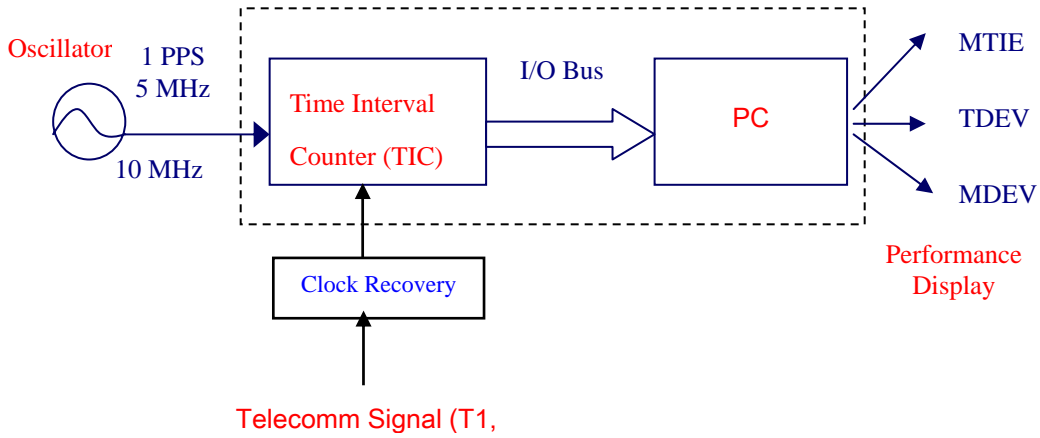 Oscillator
1 PPS
5 MHz
10 MHz
Time Interval
Counter (TIC)
I/O Bus
PC
MTIE
TDEV
MDEV
Performance
Display
Clock Recovery
Telecomm Signal (T1,